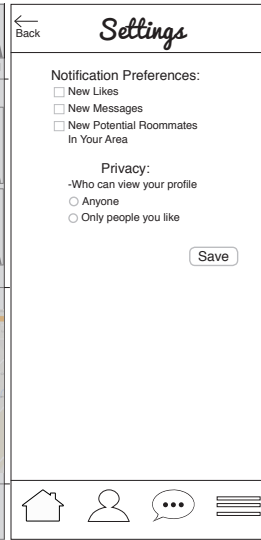 Back
Settings
Notification Preferences:
New Likes
New Messages
New Potential Roommates
In Your Area
Privacy:
-Who can view your profile
Anyone
Only people you like
Save